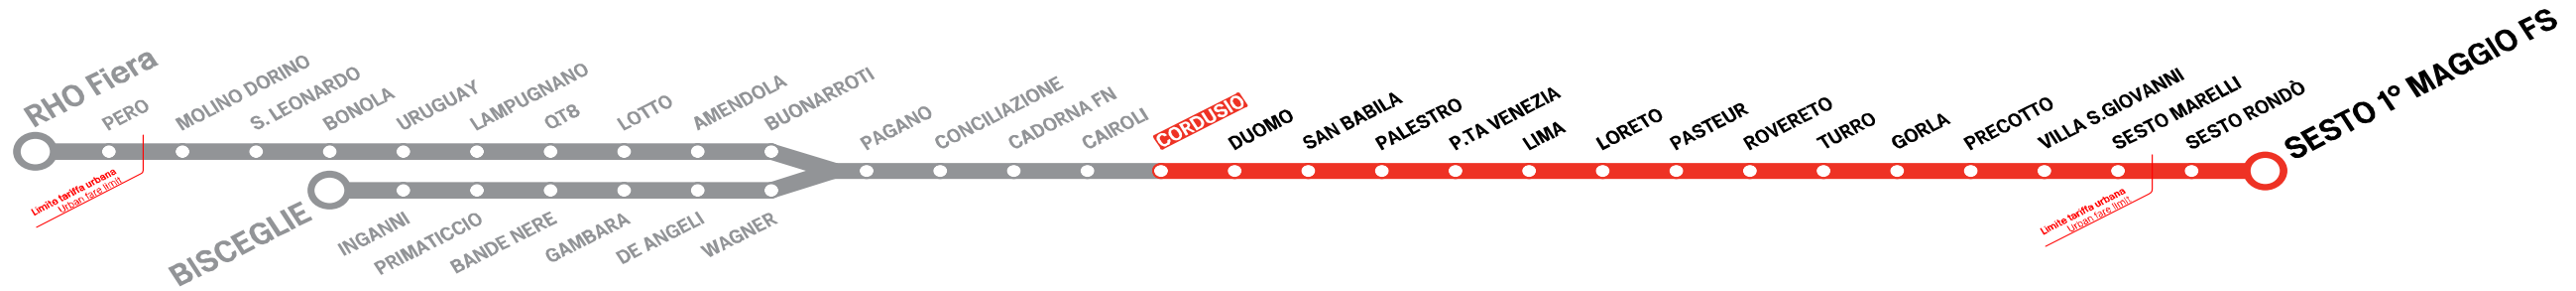 RHO Fiera
PERO
MOLINO DORINO
S. LEONARDO
BONOLA
URUGUAY
LAMPUGNANO
QT8
LOTTO
AMENDOLA
BUONARROTI
PAGANO
CONCILIAZIONE
CADORNA FN
CAIROLI
CORDUSIO
DUOMO
SAN BABILA
PALESTRO
P.TA VENEZIA
LIMA
LORETO
PASTEUR
ROVERETO
TURRO
GORLA
PRECOTTO
VILLA S.GIOVANNI
SESTO MARELLI
SESTO RONDÒ
SESTO 1° MAGGIO FS
Limite tariffa urbana
Urban fare limit
BISCEGLIE
INGANNI
PRIMATICCIO
BANDE NERE
GAMBARA
DE ANGELI
WAGNER
Limite tariffa urbana
Urban fare limit